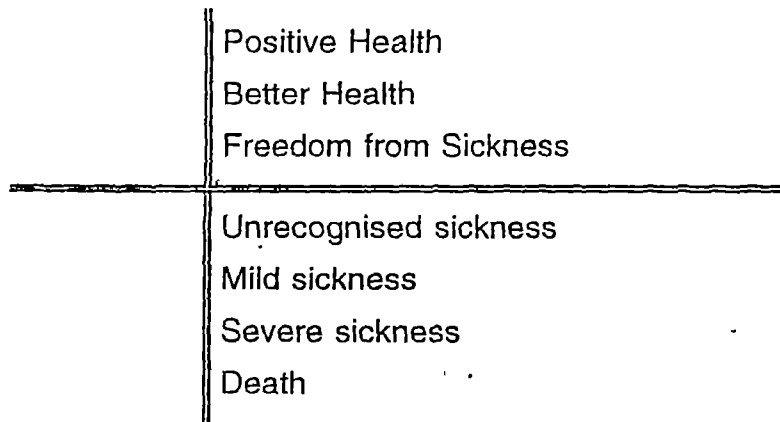 Positive Health
Better Health
Freedom from Sickness
Unrecognised sickness
Mild sickness
Severe sickness
Death